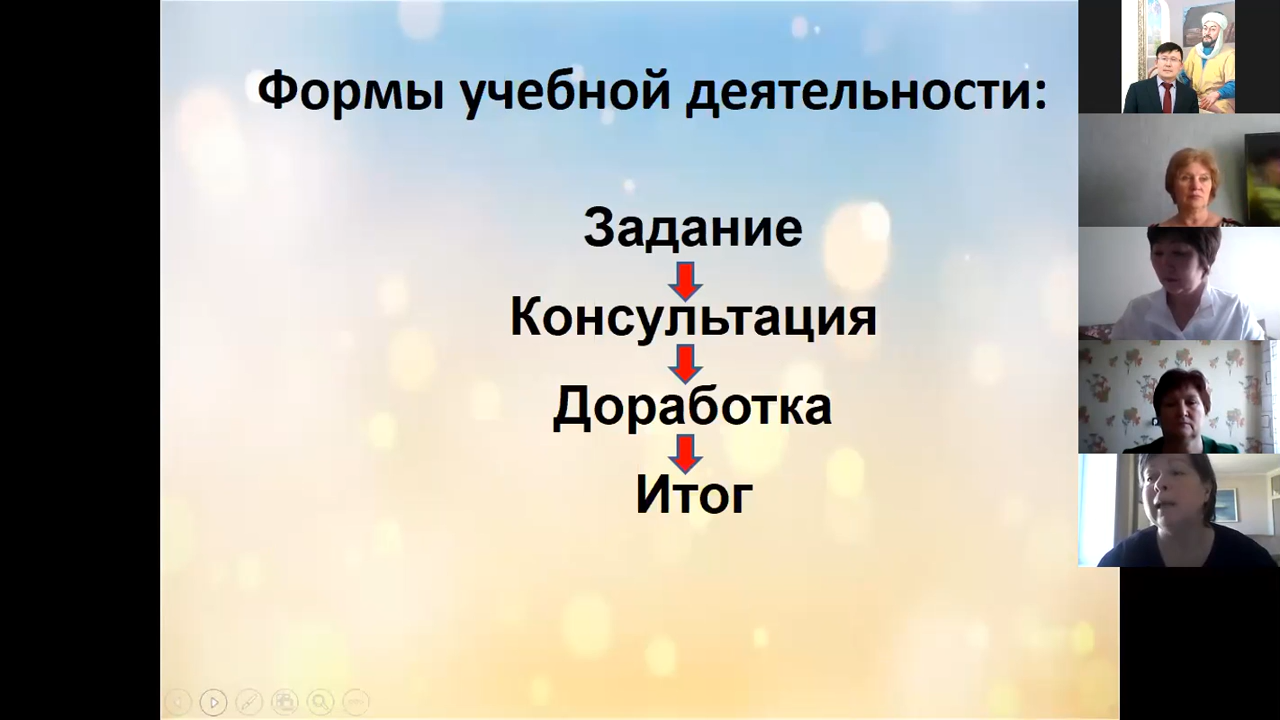 Формы учебной деятельности:
Задание
Консультация
Доработка
Итог